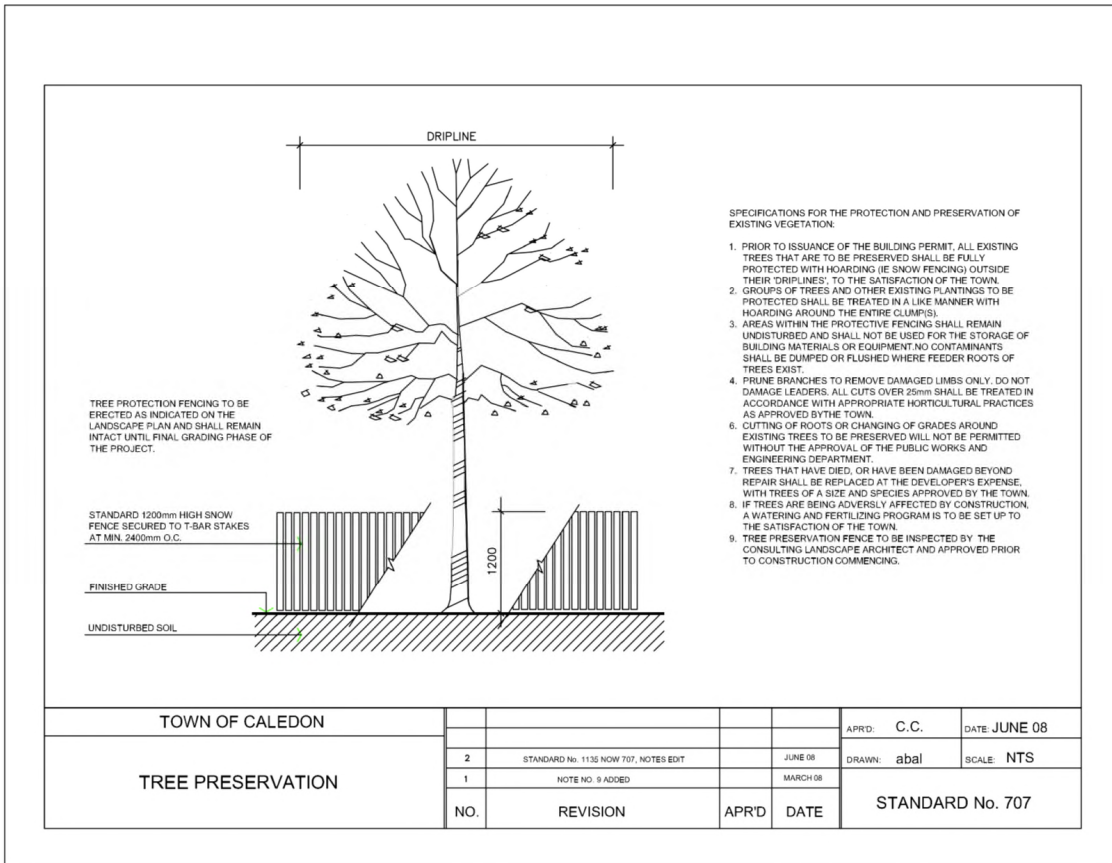 DRIPLINE
SPECIFICATIONS FOR THE PROTECTION AND PRESERVATION OF
EXISTING VEGETATION:
1. PRIOR TO ISSUANCE OF THE BUILDING PERMIT, ALL EXISTING
TREES THAT ARE TO BE PRESERVED SHALL BE FULLY
PROTECTED WITH HOARDING (IE SNOW FENCING) OUTSIDE
THEIR 'DRIPLINES', TO THE SATISFACTION OF THE TOWN.
2. GROUPS OF TREES AND OTHER EXISTING PLANTINGS TO BE
PROTECTED SHALL BE TREATED IN A LIKE MANNER WITH
HOARDING AROUND THE ENTIRE CLUMP(S).
3. AREAS WITHIN THE PROTECTIVE FENCING SHALL REMAIN
UNDISTURBED AND SHALL NOT BE USED FOR THE STORAGE OF
BUILDING MATERIALS OR EQUIPMENT.NO CONTAMINANTS
SHALL BE DUMPED OR FLUSHED WHERE FEEDER ROOTS OF
TREES EXIST.
4. PRUNE BRANCHES TO REMOVE DAMAGED LIMBS ONLY. DO NOT
DAMAGE LEADERS. ALL CUTS OVER 25mm SHALL BE TREATED IN
ACCORDANCE WITH APPROPRIATE HORTICULTURAL PRACTICES
AS APPROVED BYTHE TOWN.
6. CUTTING OF ROOTS OR CHANGING OF GRADES AROUND
EXISTING TREES TO BE PRESERVED WILL NOT BE PERMITTED
WITHOUT THE APPROVAL OF THE PUBLIC WORKS AND
ENGINEERING DEPARTMENT.
7. TREES THAT HAVE DIED, OR HAVE BEEN DAMAGED BEYOND
REPAIR SHALL BE REPLACED AT THE DEVELOPER'S EXPENSE,
WITH TREES OF A SIZE AND SPECIES APPROVED BY THE TOWN.
8. IF TREES ARE BEING ADVERSLY AFFECTED BY CONSTRUCTION,
A WATERING AND FERTILIZING PROGRAM IS TO BE SET UP TO
THE SATISFACTION OF THE TOWN.
9. TREE PRESERVATION FENCE TO BE INSPECTED BY THE
CONSULTING LANDSCAPE ARCHITECT AND APPROVED PRIOR
TO CONSTRUCTION COMMENCING.
TREE PROTECTION FENCING TO BE
ERECTED AS INDICATED ON THE
LANDSCAPE PLAN AND SHALL REMAIN
INTACT UNTIL FINAL GRADING PHASE OF
THE PROJECT.
STANDARD 1200mm HIGH SNOW
FENCE SECURED TO T-BAR STAKES
AT MIN. 2400mm O.C.
1200
FINISHED GRADE
UNDISTURBED SOIL
TOWN OF CALEDON
TREE PRESERVATION
2 STANDARD No. 1135 NOW 707, NOTES EDIT JUNE 08
1 NOTE NO. 9 ADDED MARCH 08
NO. REVISION APR'D DATE
APR'D: C.C. DATE: JUNE 08
DRAWN: abal SCALE: NTS
STANDARD No. 707